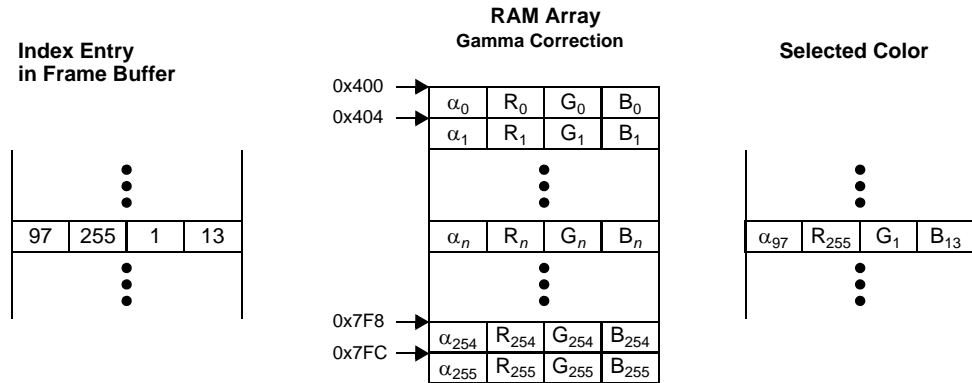 RAM Array
Gamma Correction
Index Entry
in Frame Buffer
Selected Color
0x400
α0 R0 G0 B0
0x404
α1 R1 G1 B1
97 255 1 13
αn Rn Gn Bn
α97 R255 G1 B13
0x7F8
α254 R254 G254 B254
0x7FC
α255 R255 G255 B255